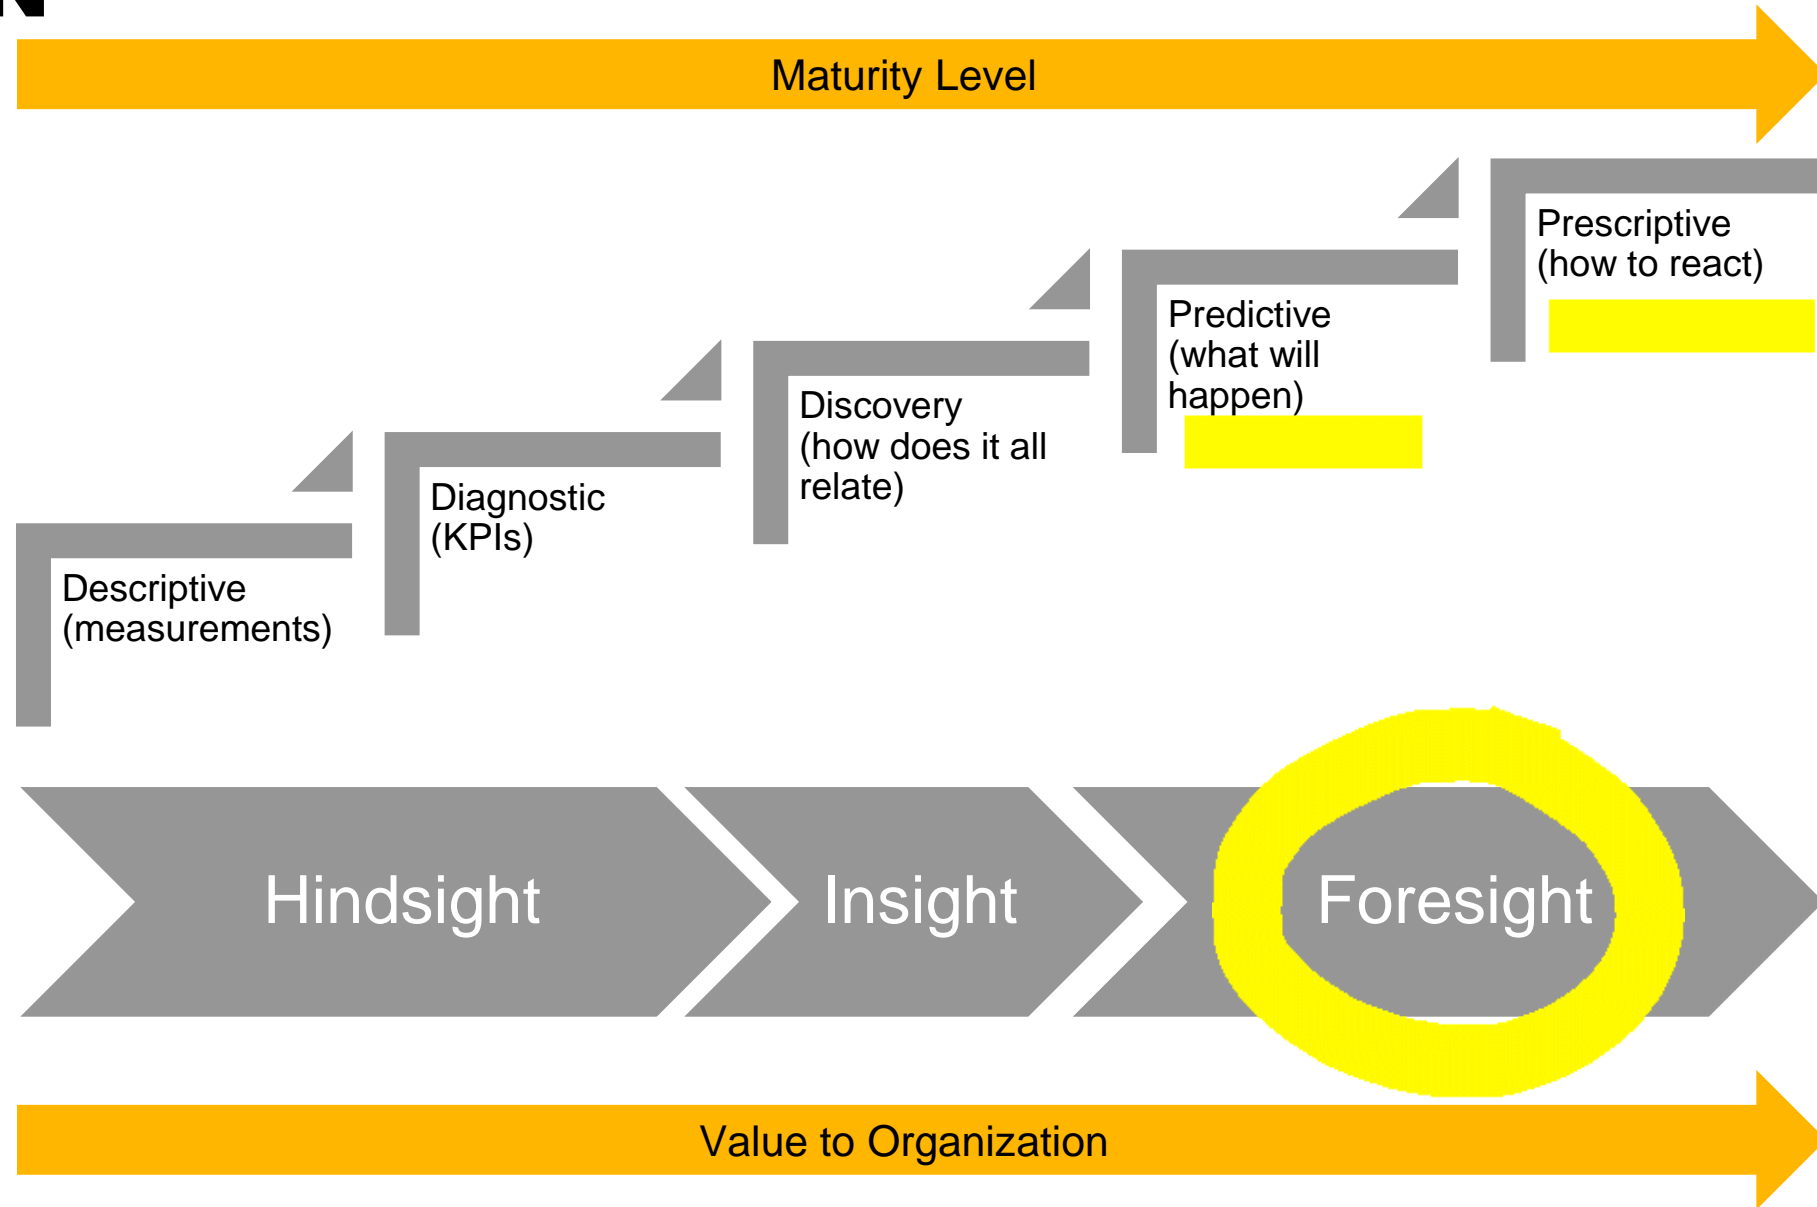 Maturity Level
Prescriptive
(how to react)
Predictive
(what will
happen)
Discovery
(how does it all
relate)
Diagnostic
(KPIs)
Descriptive
(measurements)
Hindsight
Insight
Foresight
Value to Organization